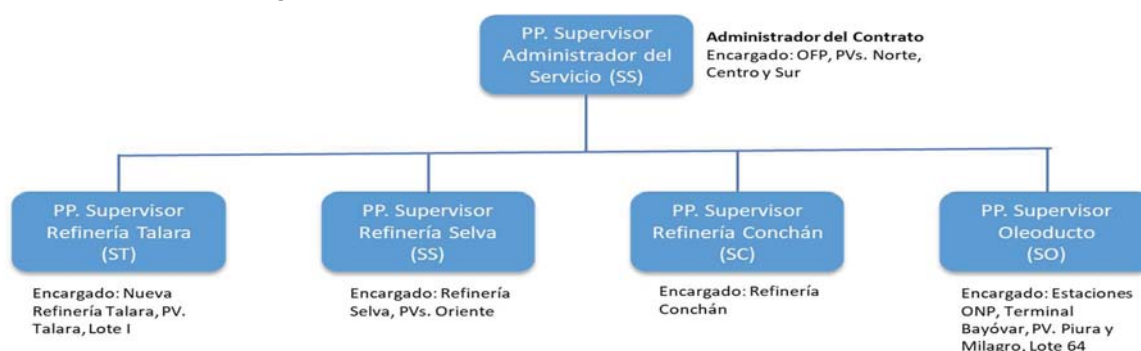 PP. Supervisor
Administrador del
Servicio (SS)
Administrador del Contrato
Encargado: OFP, PVs. Norte,
Centro y Sur
PP. Supervisor
Refinería Talara
(ST)
Encargado: Nueva
Refinería Talara, PV.
Talara, Lote I
PP. Supervisor
Refinería Selva
(SS)
Encargado: Refinería
Selva, PVs. Oriente
PP. Supervisor
Refinería Conchán
(SC)
Encargado: Refinería
Conchán
PP. Supervisor
Oleoducto
(SO)
Encargado: Estaciones
ONP, Terminal
Bayóvar, PV. Piura y
Milagro, Lote 64